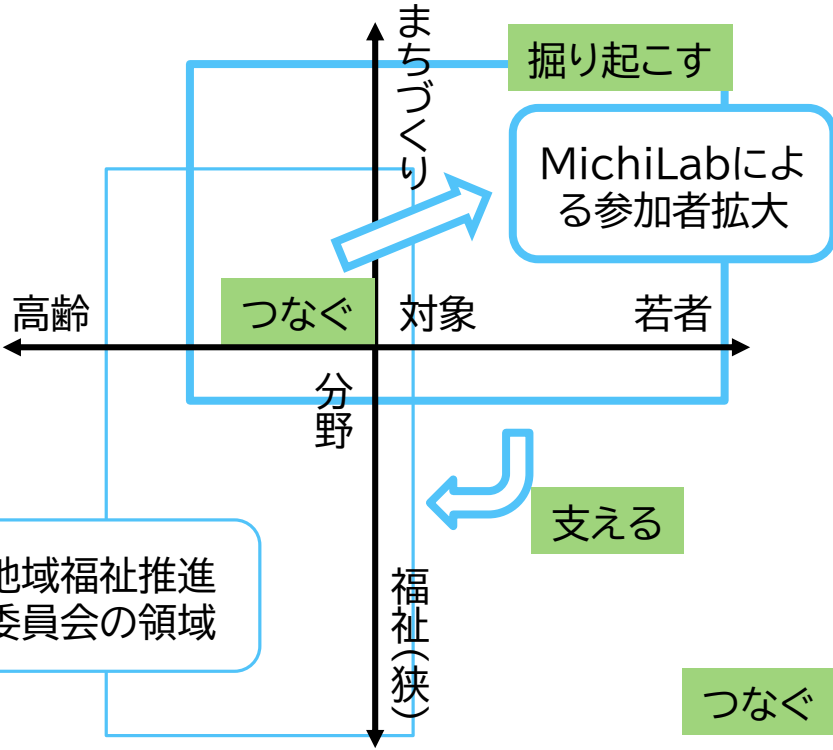 まちづくり
掘り起こす
MichiLabによ
る参加者拡大
高齢
つなぐ
対象
若者
分野
支える
地域福祉推進
委員会の領域
福祉(狭)
つなぐ